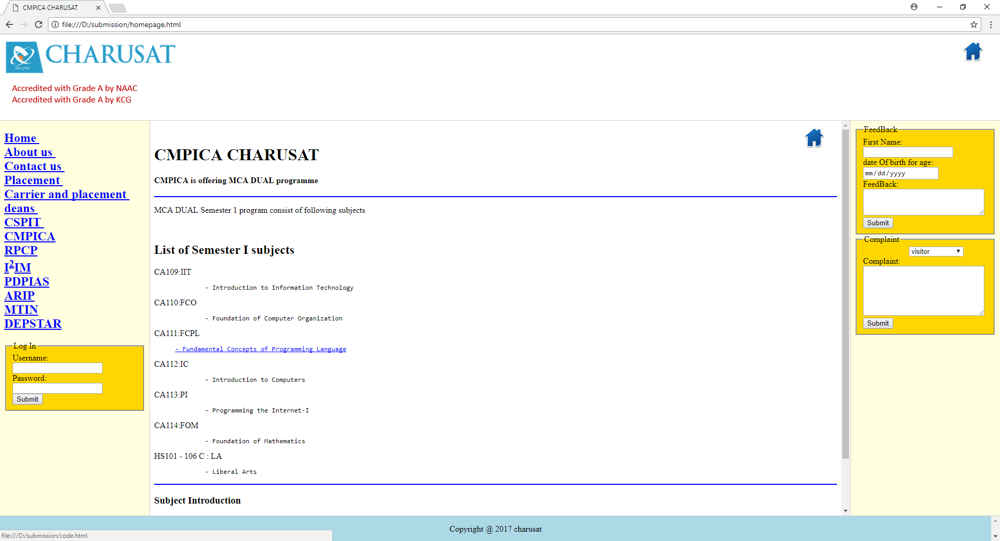 CMPICA CHARUSAT
file:///D:/submission/homepage.html
CHARUSAT
Accredited with Grade A by NAAC
Accredited with Grade A by KCG
Home
About us
Contact us
Placement
Carrier and placement
deans
CSPIT
CMPICA
RPCP
I²IM
PDPIAS
ARIP
MTIN
DEPSTAR
Log In
Username:
Password:
Submit
CMPICA CHARUSAT
CMPICA is offering MCA DUAL programme
MCA DUAL Semester 1 program consist of following subjects
List of Semester I subjects
CA109:IIT
- Introduction to Information Technology
CA110:FCO
- Foundation of Computer Organization
CA111:FCPL
- Fundamental Concepts of Programming Language
CA112:IC
- Introduction to Computers
CA113:PI
- Programming the Internet-I
CA114:FOM
- Foundation of Mathematics
HS101 - 106 C : LA
- Liberal Arts
Subject Introduction
FeedBack
First Name:
date Of birth for age:
mm/dd/yyyy
FeedBack:
Submit
Complaint
visitor
Complaint:
Submit
Copyright @ 2017 charusat
file:///D:/submission/code.html